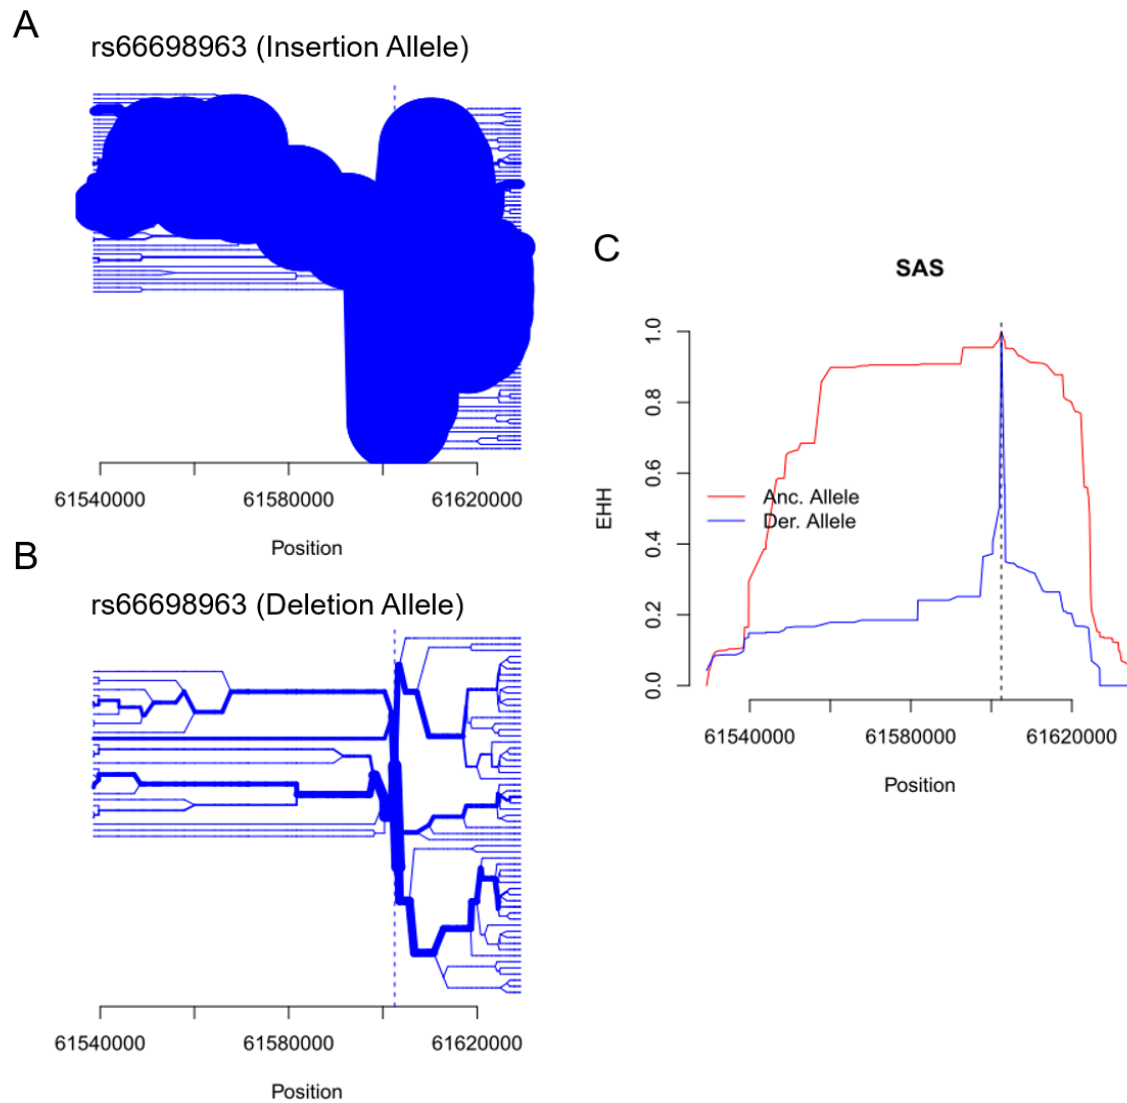 A
rs66698963 (Insertion Allele)
61540000 61580000 61620000
Position
B
rs66698963 (Deletion Allele)
61540000 61580000 61620000
Position
C
SAS
1.0
0.8
0.6
0.4
0.2
0.0
EHH
Anc. Allele
Der. Allele
61540000 61580000 61620000
Position